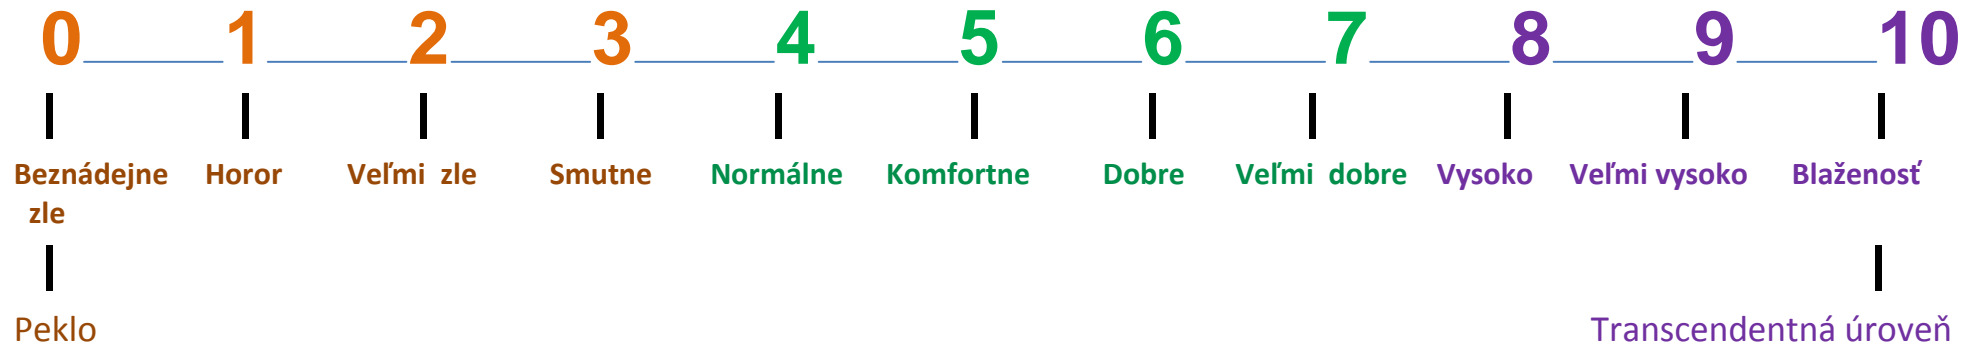 0 1 2 3 4 5 6 7 8 9 10
Beznádejne Horor Veľmi zle Smutne Normálne Komfortne Dobre Veľmi dobre Vysoko Veľmi vysoko Blaženosť
zle
Peklo Transcendentná úroveň